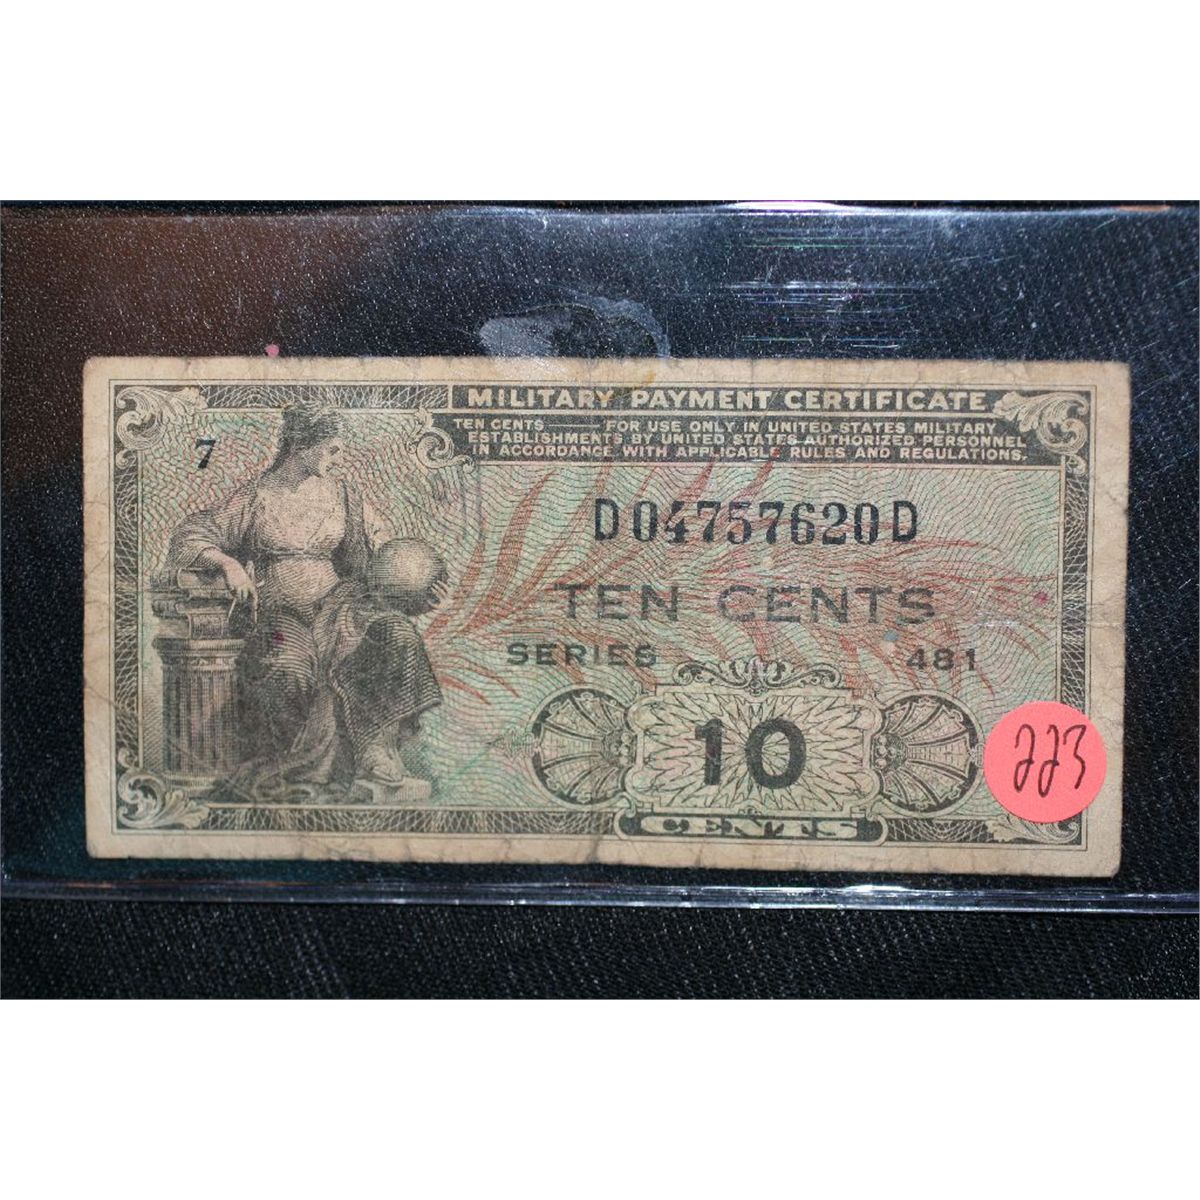 MILITARY PAYMENT CERTIFICATE
TEN CENTS — FOR USE ONLY IN UNITED STATES MILITARY
ESTABLISHMENTS BY UNITED STATES AUTHORIZED PERSONNEL
IN ACCORDANCE WITH APPLICABLE RULES AND REGULATIONS.
7
D04757620D
TEN CENTS
SERIES 481
10
CENTS
223